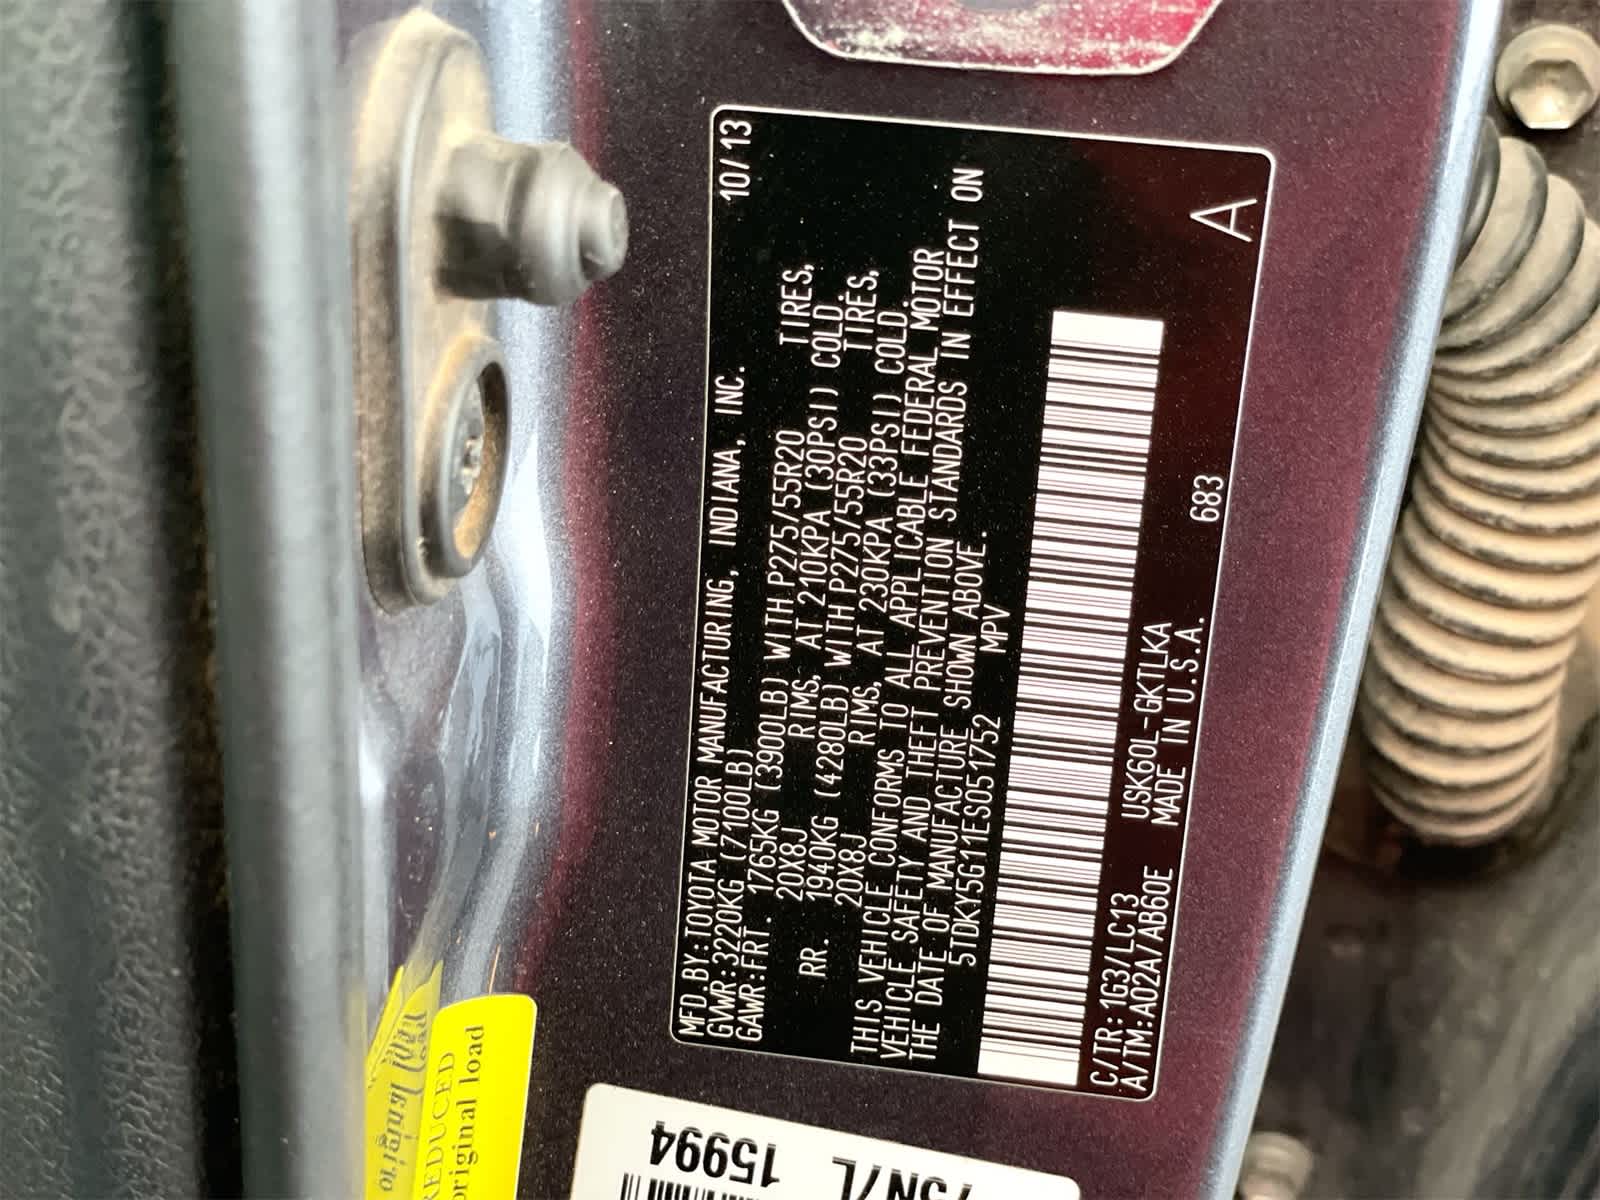 MFD.BY:TOYOTA MOTOR MANUFACTURING, INDIANA, INC. 10/13
GVWR:3220KG (7100LB)
GAWR:FRT. 1765KG (3900LB) WITH P275/55R20 TIRES,
20X8J RIMS, AT 210KPA (30PSI) COLD.
RR. 1940KG (4280LB) WITH P275/55R20 TIRES,
20X8J RIMS, AT 230KPA (33PSI) COLD.
THIS VEHICLE CONFORMS TO ALL APPLICABLE FEDERAL MOTOR
VEHICLE SAFETY AND THEFT PREVENTION STANDARDS IN EFFECT ON
THE DATE OF MANUFACTURE SHOWN ABOVE.
5TDKY5G11ES051752 MPV
C/TR:1G3/LC13 USK60L-GKTLKA 683 A
A/TM:A02A/AB60E MADE IN U.S.A.
REDUCED
original load
15994